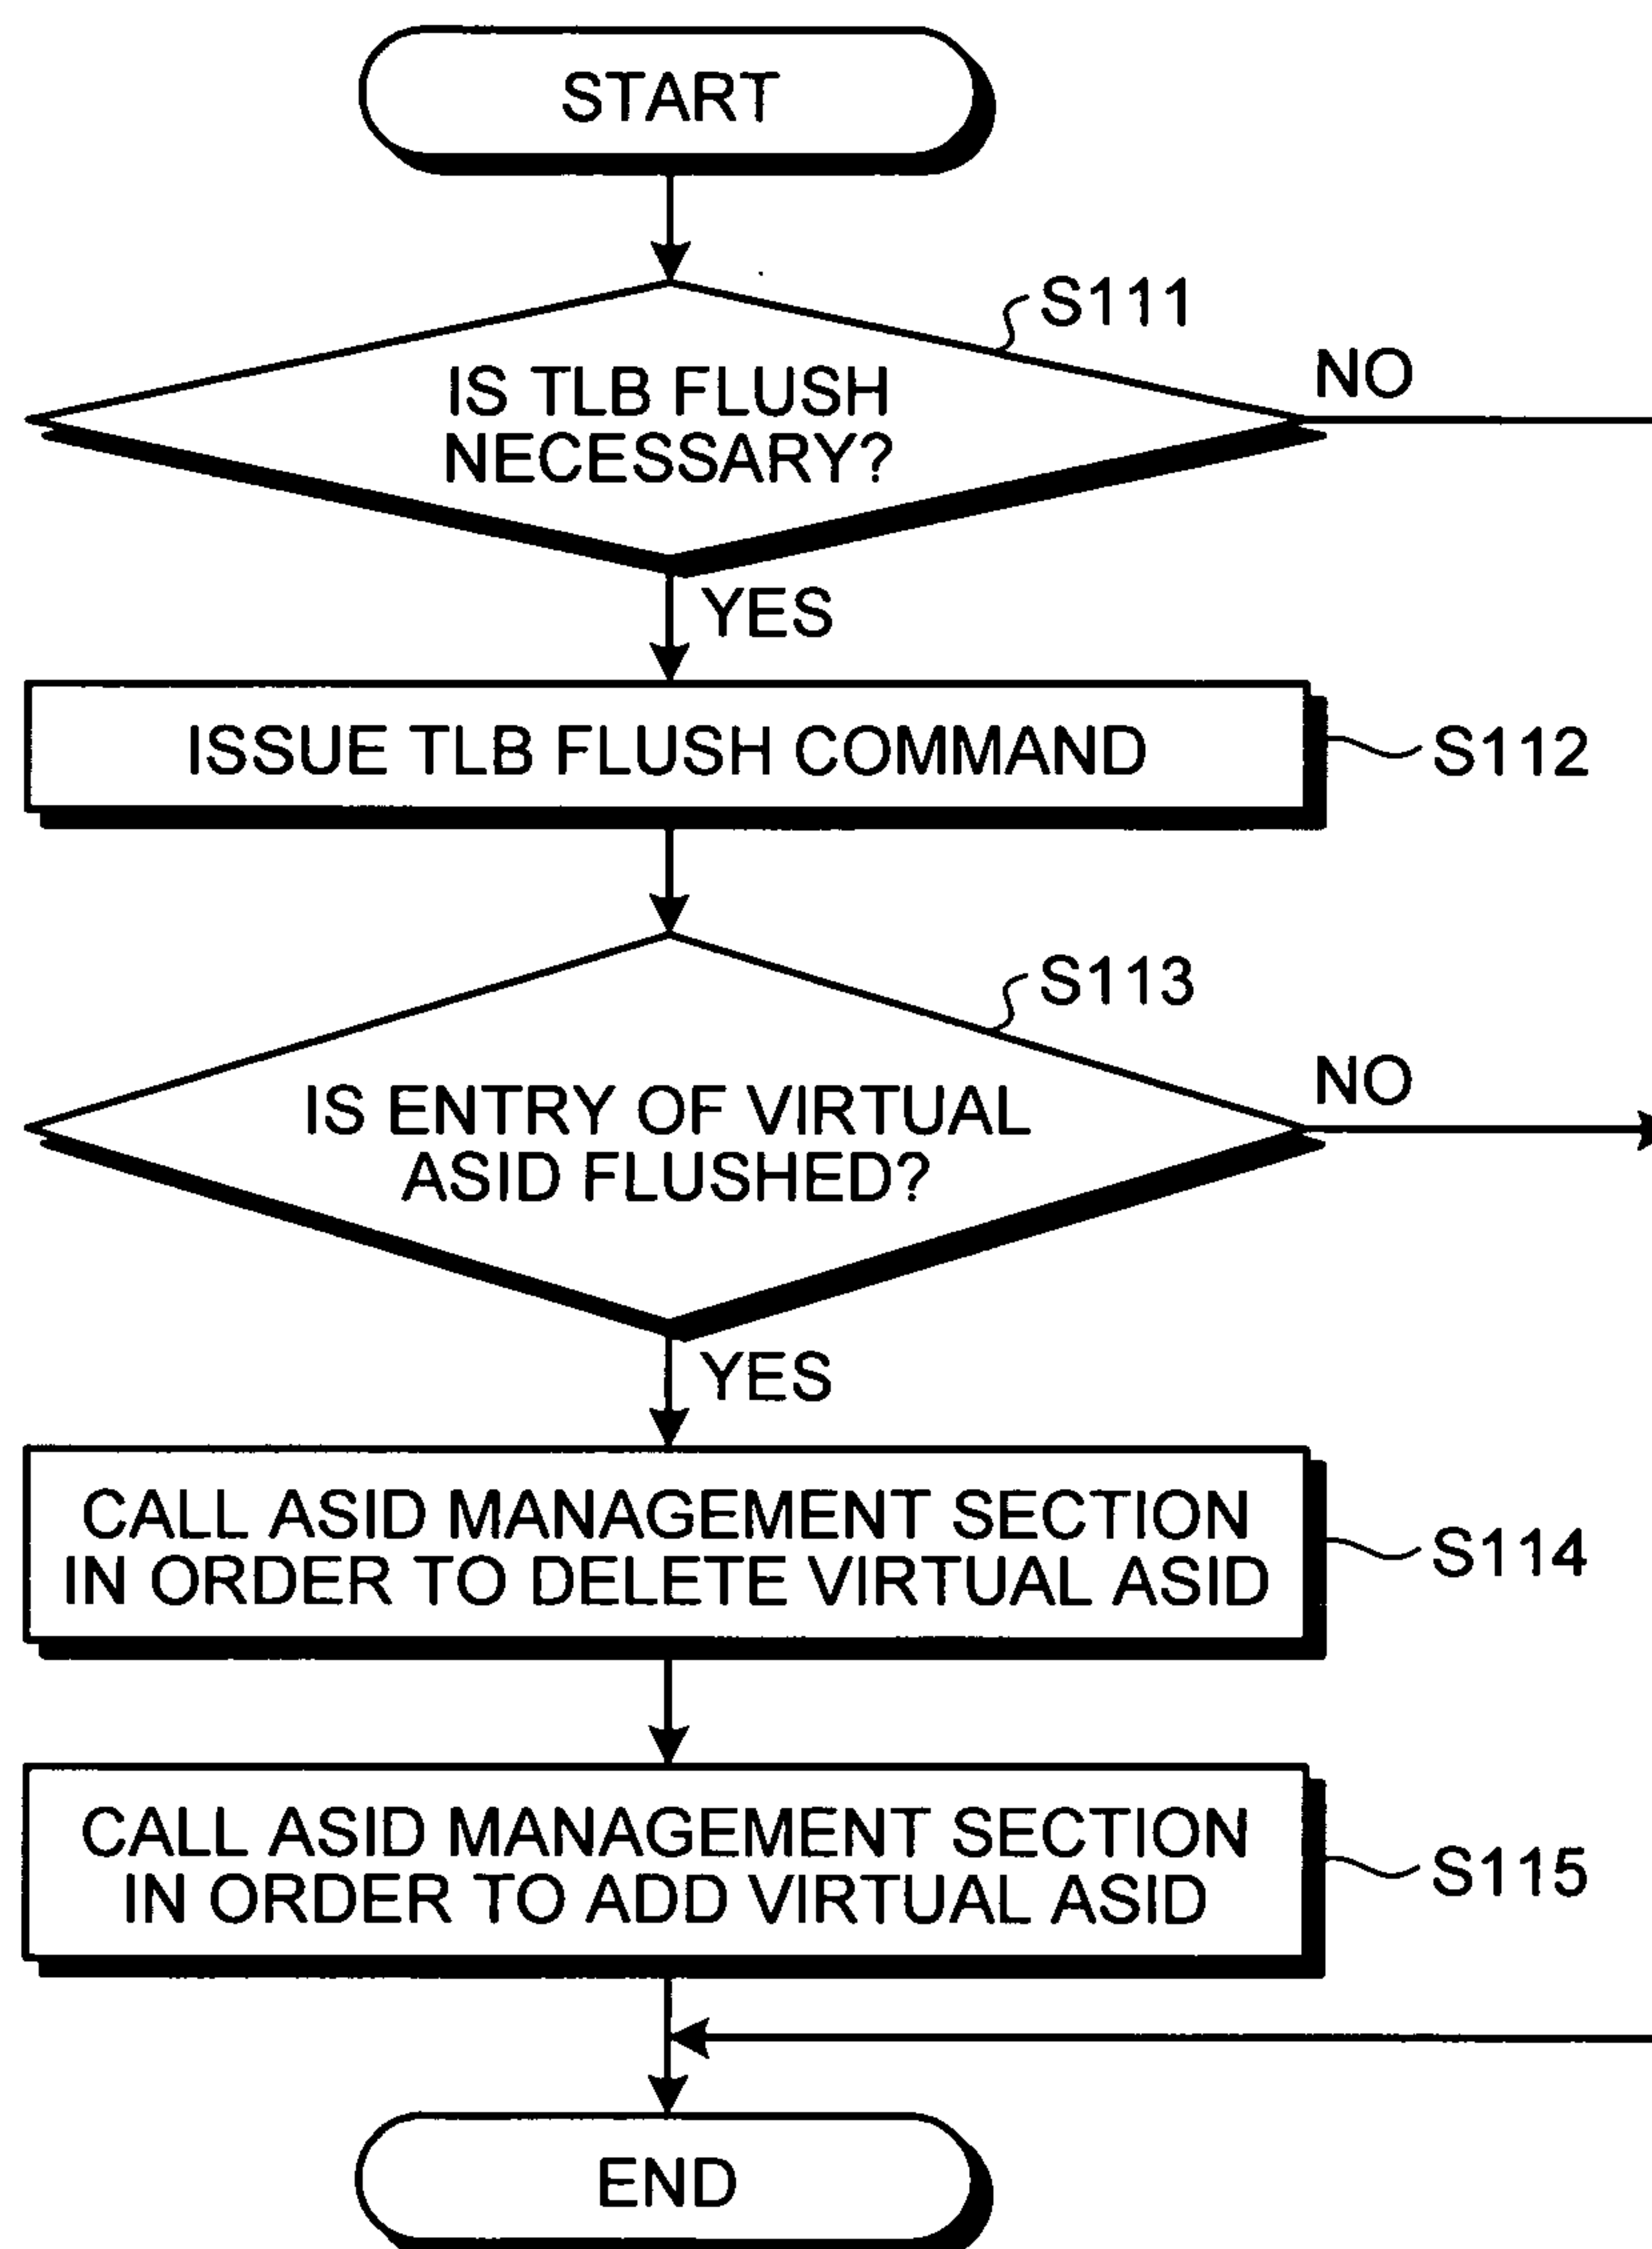 START
S111
IS TLB FLUSH
NECESSARY?
NO
YES
ISSUE TLB FLUSH COMMAND
S112
S113
IS ENTRY OF VIRTUAL
ASID FLUSHED?
NO
YES
CALL ASID MANAGEMENT SECTION
IN ORDER TO DELETE VIRTUAL ASID
S114
CALL ASID MANAGEMENT SECTION
IN ORDER TO ADD VIRTUAL ASID
S115
END